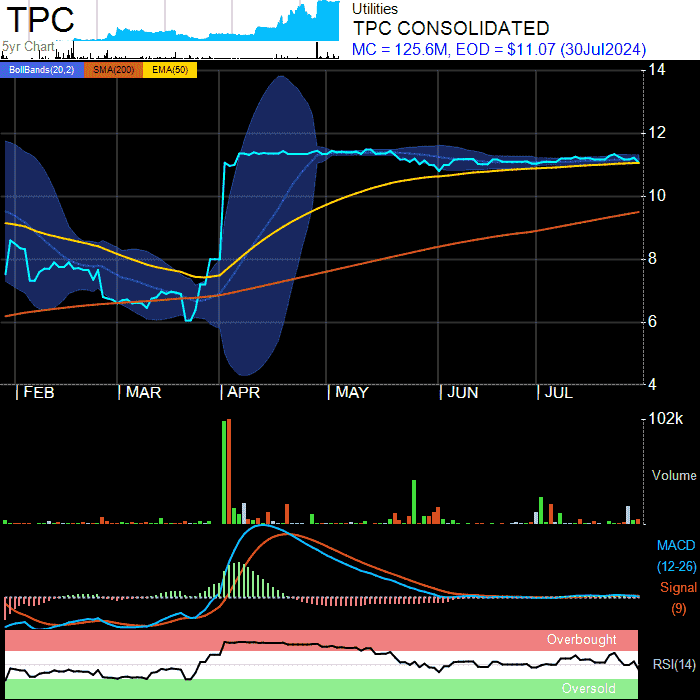 TPC
5yr Chart
Utilities
TPC CONSOLIDATED
MC = 125.6M, EOD = $11.07 (30Jul2024)
BollBands(20,2) SMA(200) EMA(50)
14
12
10
8
6
4
FEB MAR APR MAY JUN JUL
102k
Volume
MACD
(12-26)
Signal
(9)
Overbought
RSI(14)
Oversold